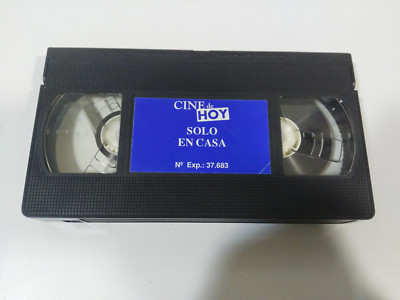 CINE de
HOY
SOLO
EN CASA
Nº Exp.: 37.683